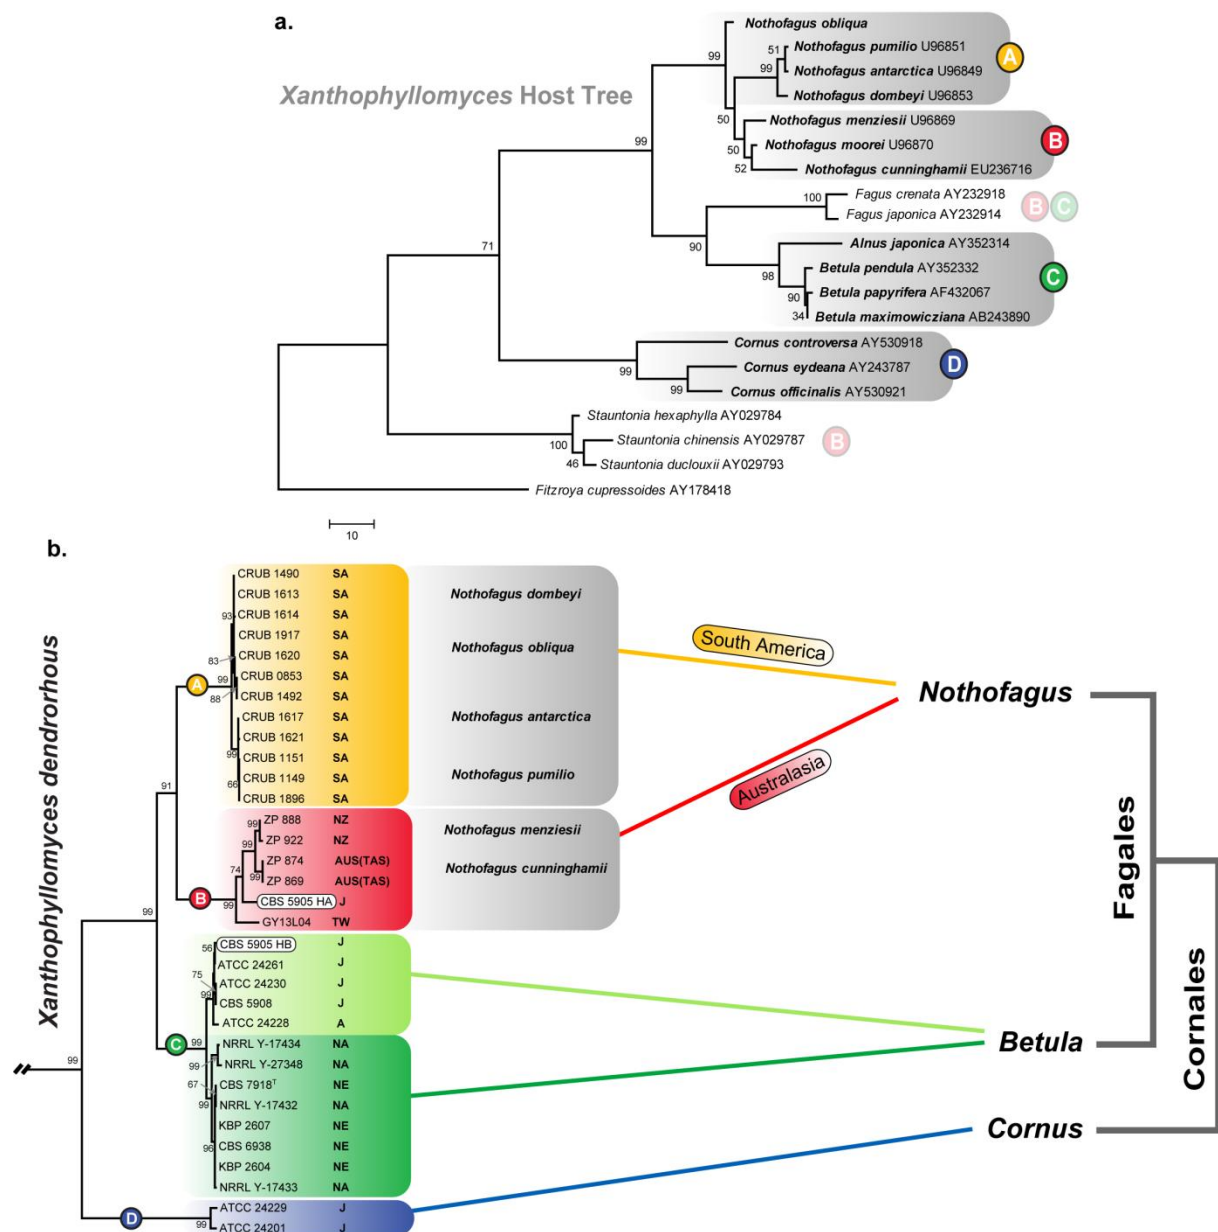 a.
Xanthophyllomyces Host Tree
Nothofagus obliqua
Nothofagus pumilio U96851
Nothofagus antarctica U96849
Nothofagus dombeyi U96853
A
Nothofagus menziesii U96869
Nothofagus moorei U96870
Nothofagus cunninghamii EU236716
B
Fagus crenata AY232918
Fagus japonica AY232914
B C
Alnus japonica AY352314
Betula pendula AY352332
Betula papyrifera AF432067
Betula maximowicziana AB243890
C
Cornus controversa AY530918
Cornus eydeana AY243787
Cornus officinalis AY530921
D
Stauntonia hexaphylla AY029784
Stauntonia chinensis AY029787
Stauntonia duclouxii AY029793
B
Fitzroya cupressoides AY178418
99
51
99
50
50
52
99
100
90
98
90
34
71
99
99
100
46
10
b.
Xanthophyllomyces dendrorhous
CRUB 1490 SA
CRUB 1613 SA
CRUB 1614 SA
CRUB 1917 SA
CRUB 1620 SA
CRUB 0853 SA
CRUB 1492 SA
CRUB 1617 SA
CRUB 1621 SA
CRUB 1151 SA
CRUB 1149 SA
CRUB 1896 SA
ZP 888 NZ
ZP 922 NZ
ZP 874 AUS(TAS)
ZP 869 AUS(TAS)
CBS 5905 HA J
GY13L04 TW
CBS 5905 HB J
ATCC 24261 J
ATCC 24230 J
CBS 5908 J
ATCC 24228 A
NRRL Y-17434 NA
NRRL Y-27348 NA
CBS 7918T NE
NRRL Y-17432 NA
KBP 2607 NE
CBS 6938 NE
KBP 2604 NE
NRRL Y-17433 NA
ATCC 24229 J
ATCC 24201 J
A
B
C
D
93
83
99
88
99
66
91
99
99
74
99
99
99
56
75
99
99
99
67
99
96
99
99
Nothofagus dombeyi
Nothofagus obliqua
Nothofagus antarctica
Nothofagus pumilio
Nothofagus menziesii
Nothofagus cunninghamii
South America
Australasia
Nothofagus
Betula
Cornus
Fagales
Cornales